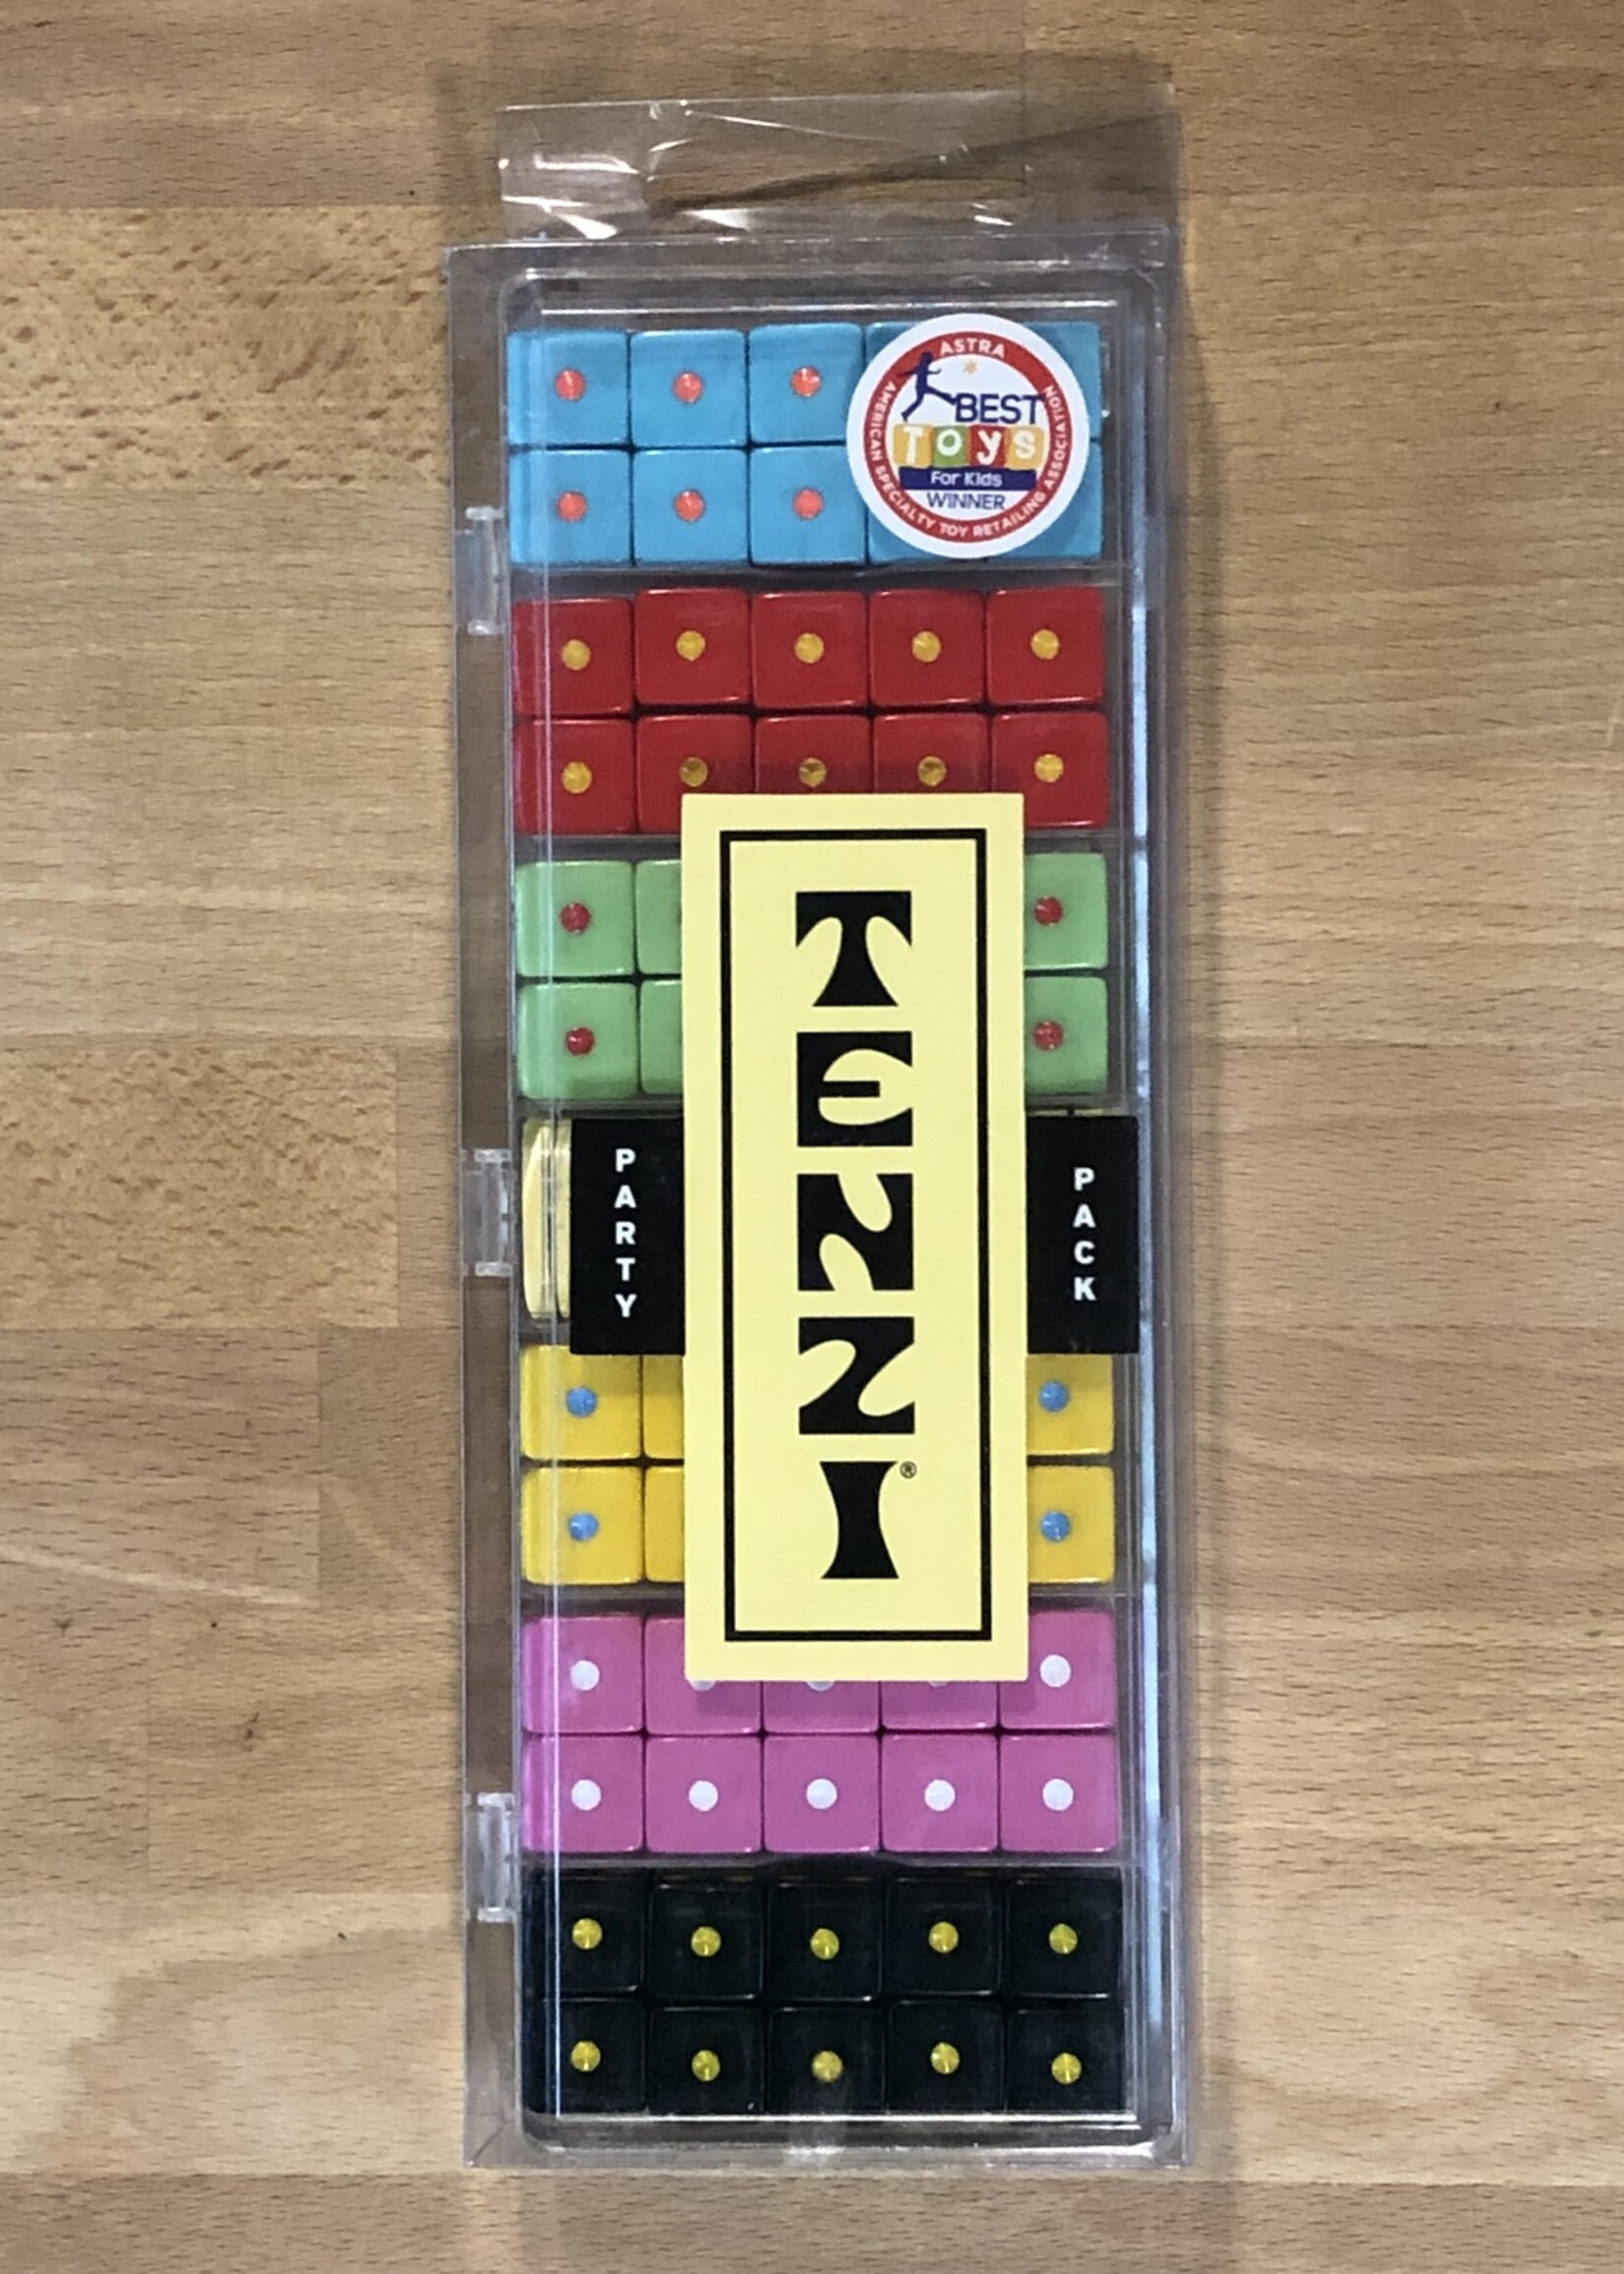 ASTRA
BEST
TOYS
For Kids
WINNER
AMERICAN SPECIALTY TOY RETAILING ASSOCIATION
TENZI®
PARTY
PACK